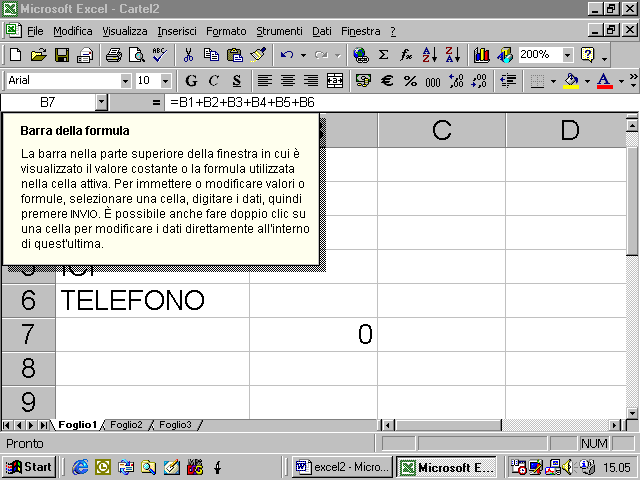 Microsoft Excel - Cartel2
File Modifica Visualizza Inserisci Formato Strumenti Dati Finestra ?
200%
Arial 10 G C S € % 000
B7 = =B1+B2+B3+B4+B5+B6
Barra della formula
La barra nella parte superiore della finestra in cui è
visualizzato il valore costante o la formula utilizzata
nella cella attiva. Per immettere o modificare valori o
formule, selezionare una cella, digitare i dati, quindi
premere INVIO. È possibile anche fare doppio clic su
una cella per modificare i dati direttamente all'interno
di quest'ultima.
C D
5 ICI
6 TELEFONO
7 0
8
9
Foglio1 Foglio2 Foglio3
Pronto NUM
Start excel2 - Micro... Microsoft E... 15.05